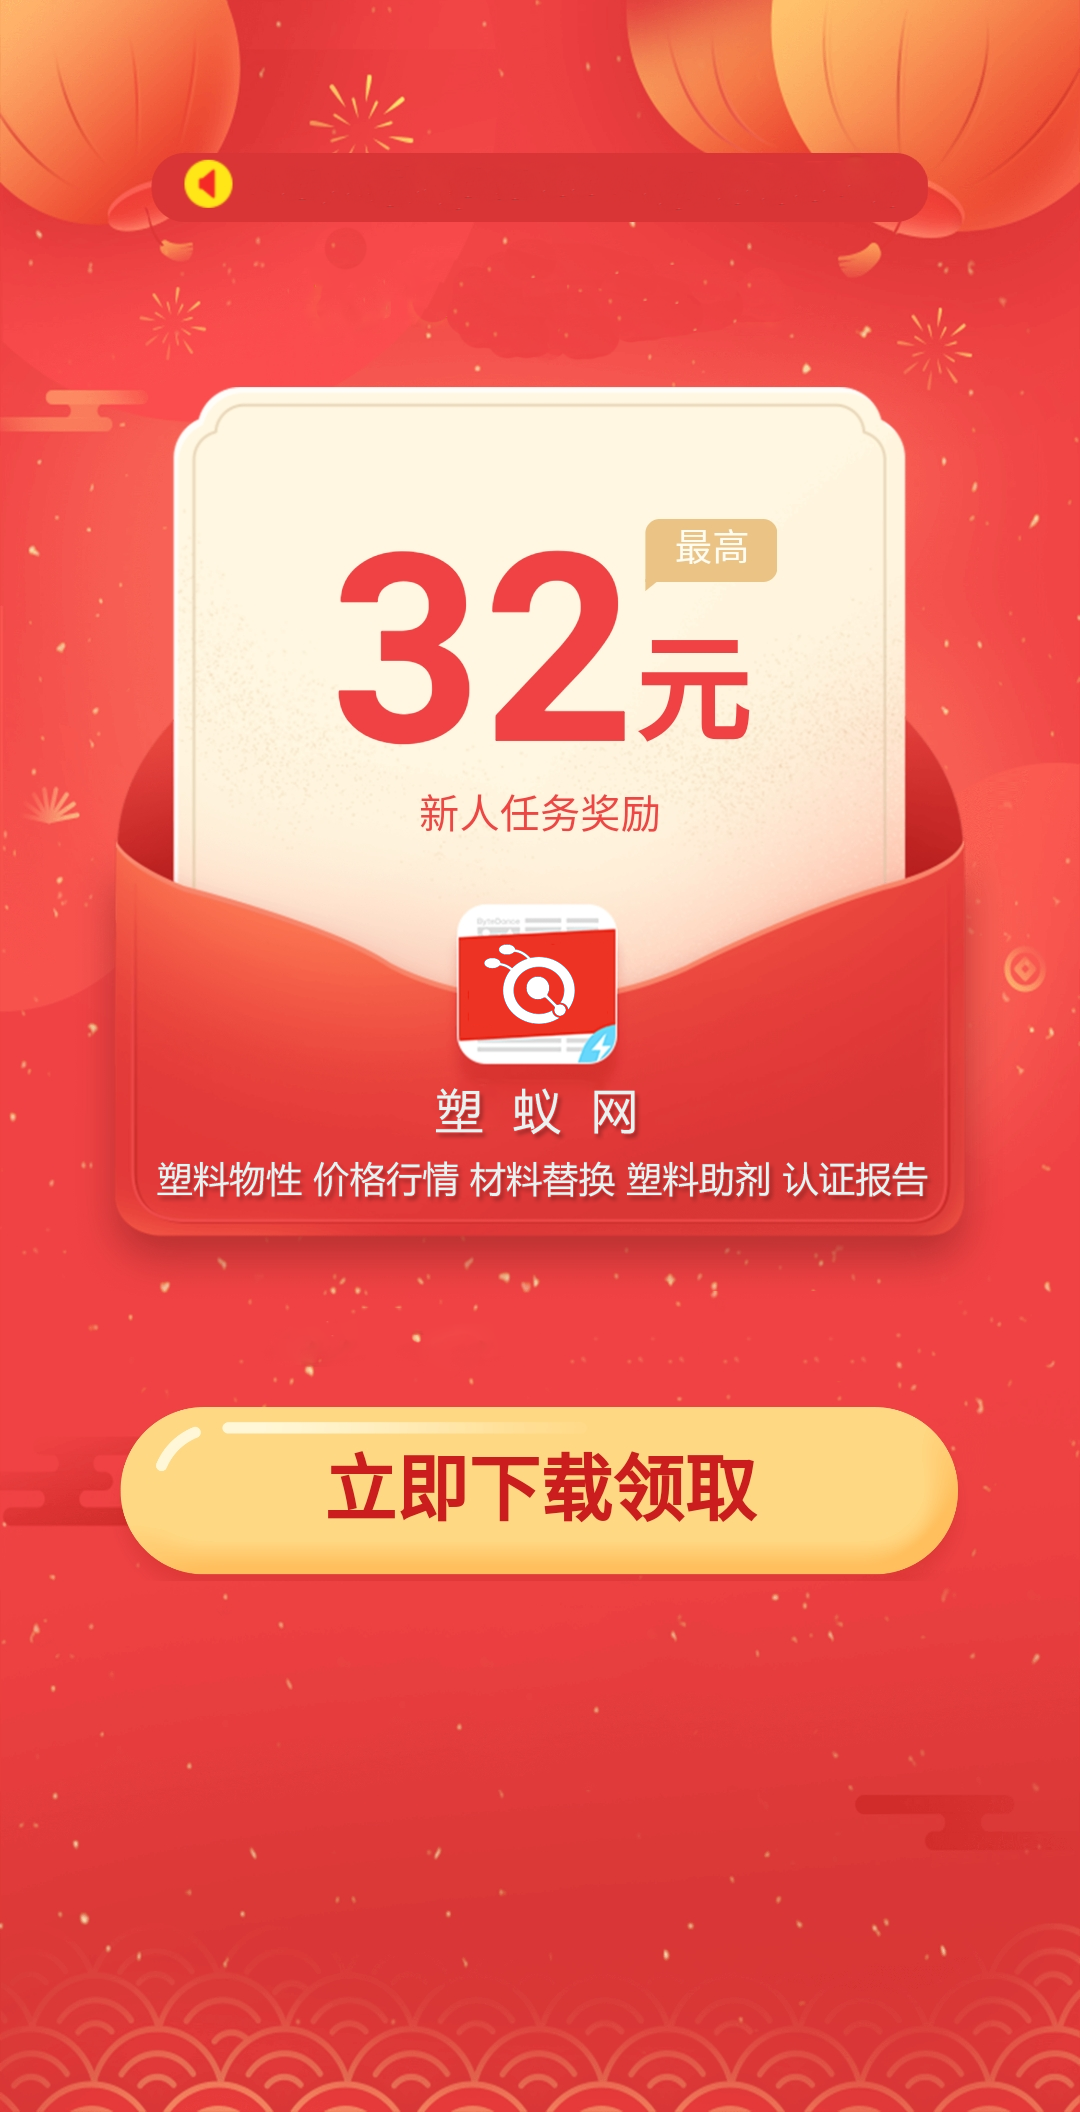 最高
32元
新人任务奖励
ByteDance
塑 蚁 网
塑料物性 价格行情 材料替换 塑料助剂 认证报告
立即下载领取